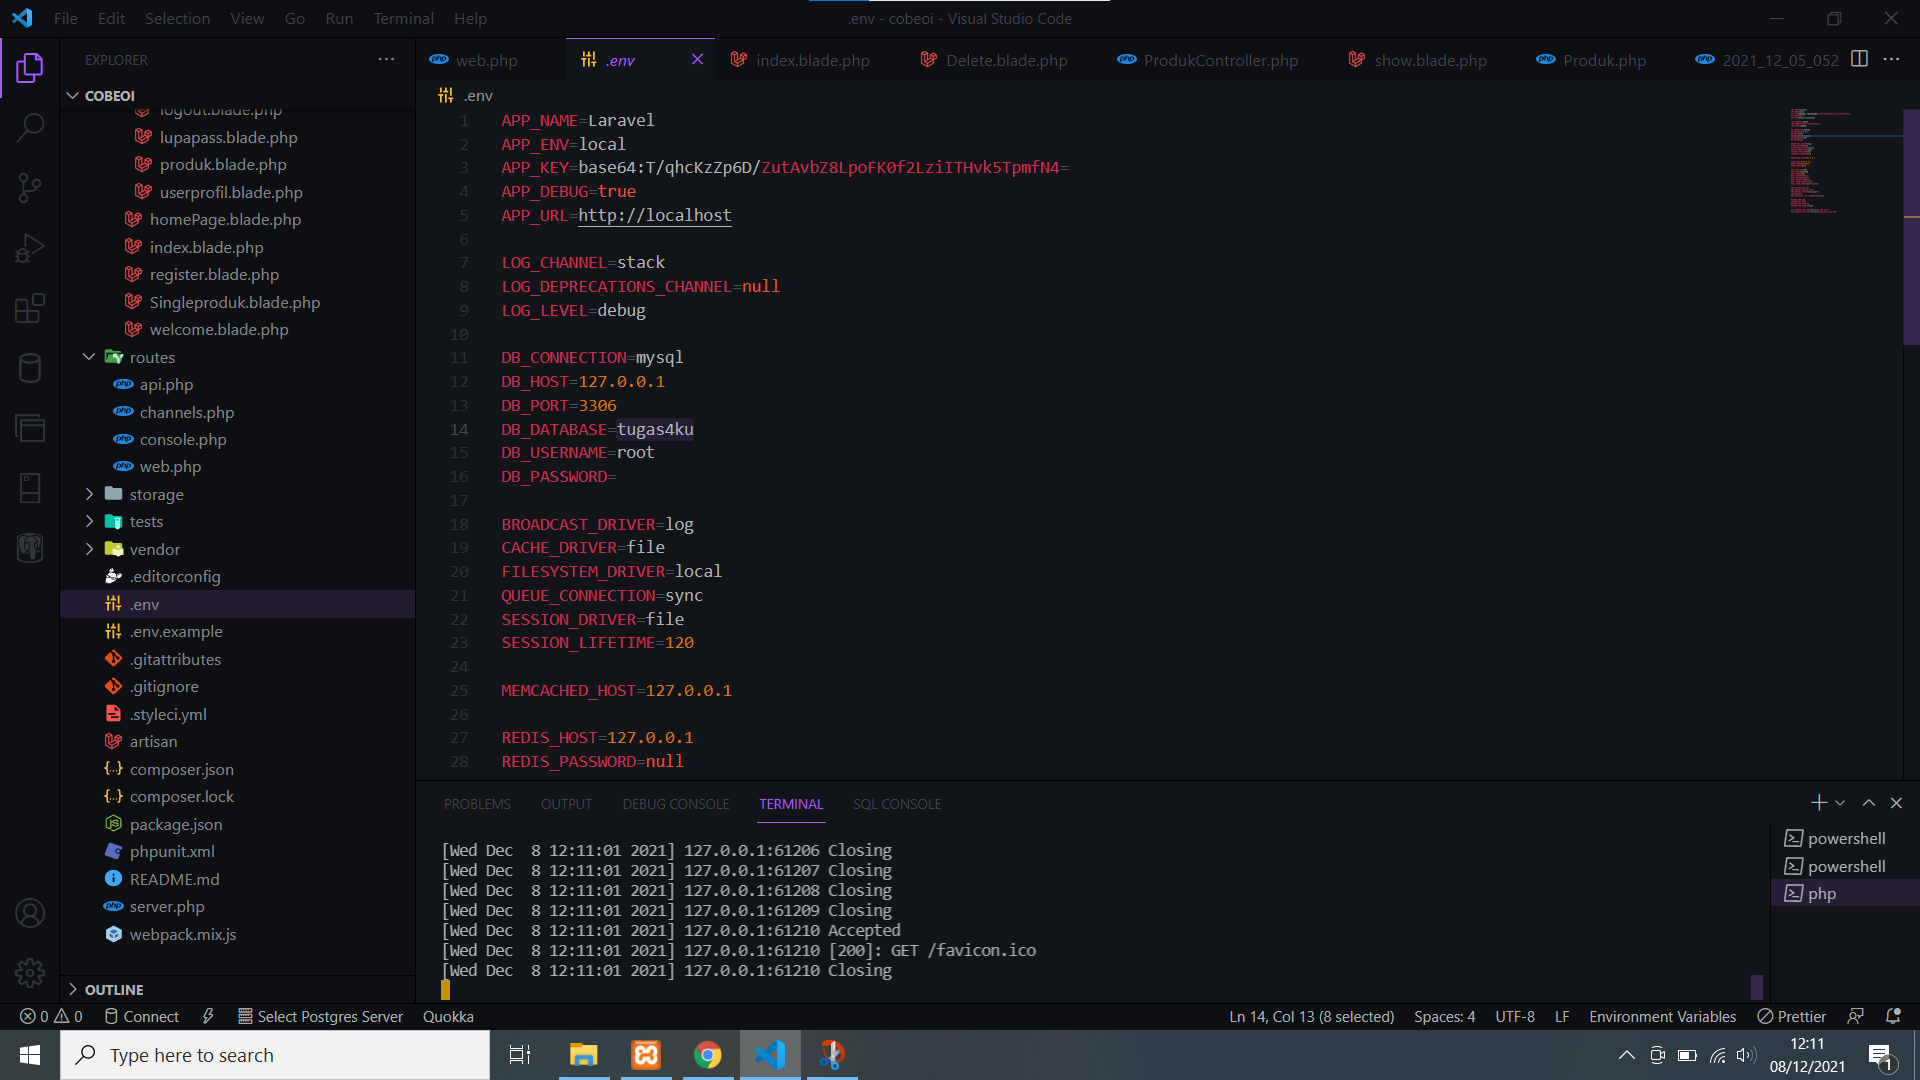 File Edit Selection View Go Run Terminal Help
.env - cobeoi - Visual Studio Code
EXPLORER
web.php
.env
index.blade.php
Delete.blade.php
ProdukController.php
show.blade.php
Produk.php
2021_12_05_052
COBEOI
.env
logout.blade.php
lupapass.blade.php
produk.blade.php
userprofil.blade.php
homePage.blade.php
index.blade.php
register.blade.php
Singleproduk.blade.php
welcome.blade.php
routes
api.php
channels.php
console.php
web.php
storage
tests
vendor
.editorconfig
.env
.env.example
.gitattributes
.gitignore
.styleci.yml
artisan
composer.json
composer.lock
package.json
phpunit.xml
README.md
server.php
webpack.mix.js
OUTLINE
1 APP_NAME=Laravel
2 APP_ENV=local
3 APP_KEY=base64:T/qhcKzZp6D/ZutAvbZ8LpoFK0f2LziITHvk5TpmfN4=
4 APP_DEBUG=true
5 APP_URL=http://localhost
6
7 LOG_CHANNEL=stack
8 LOG_DEPRECATIONS_CHANNEL=null
9 LOG_LEVEL=debug
10
11 DB_CONNECTION=mysql
12 DB_HOST=127.0.0.1
13 DB_PORT=3306
14 DB_DATABASE=tugas4ku
15 DB_USERNAME=root
16 DB_PASSWORD=
17
18 BROADCAST_DRIVER=log
19 CACHE_DRIVER=file
20 FILESYSTEM_DRIVER=local
21 QUEUE_CONNECTION=sync
22 SESSION_DRIVER=file
23 SESSION_LIFETIME=120
24
25 MEMCACHED_HOST=127.0.0.1
26
27 REDIS_HOST=127.0.0.1
28 REDIS_PASSWORD=null
PROBLEMS OUTPUT DEBUG CONSOLE TERMINAL SQL CONSOLE
[Wed Dec  8 12:11:01 2021] 127.0.0.1:61206 Closing
[Wed Dec  8 12:11:01 2021] 127.0.0.1:61207 Closing
[Wed Dec  8 12:11:01 2021] 127.0.0.1:61208 Closing
[Wed Dec  8 12:11:01 2021] 127.0.0.1:61209 Closing
[Wed Dec  8 12:11:01 2021] 127.0.0.1:61210 Accepted
[Wed Dec  8 12:11:01 2021] 127.0.0.1:61210 [200]: GET /favicon.ico
[Wed Dec  8 12:11:01 2021] 127.0.0.1:61210 Closing
powershell
powershell
php
0 0 Connect Select Postgres Server Quokka
Ln 14, Col 13 (8 selected) Spaces: 4 UTF-8 LF Environment Variables Prettier
Type here to search
12:11
08/12/2021
1